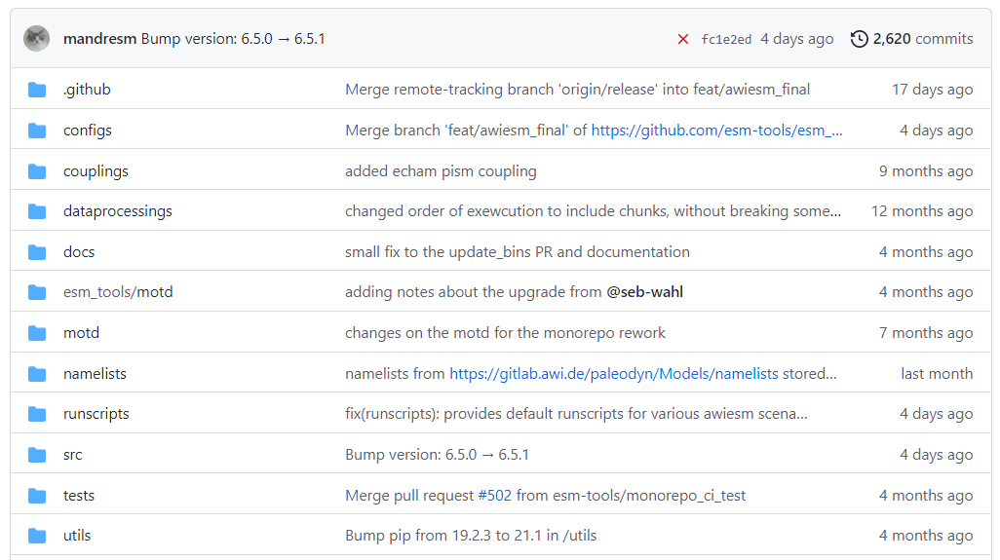 mandresm Bump version: 6.5.0 → 6.5.1 fc1e2ed 4 days ago 2,620 commits
.github Merge remote-tracking branch 'origin/release' into feat/awiesm_final 17 days ago
configs Merge branch 'feat/awiesm_final' of https://github.com/esm-tools/esm_... 4 days ago
couplings added echam pism coupling 9 months ago
dataprocessings changed order of exewcution to include chunks, without breaking some... 12 months ago
docs small fix to the update_bins PR and documentation 4 months ago
esm_tools/motd adding notes about the upgrade from @seb-wahl 4 months ago
motd changes on the motd for the monorepo rework 7 months ago
namelists namelists from https://gitlab.awi.de/paleodyn/Models/namelists stored... last month
runscripts fix(runscripts): provides default runscripts for various awiesm scena... 4 days ago
src Bump version: 6.5.0 → 6.5.1 4 days ago
tests Merge pull request #502 from esm-tools/monorepo_ci_test 4 months ago
utils Bump pip from 19.2.3 to 21.1 in /utils 4 months ago